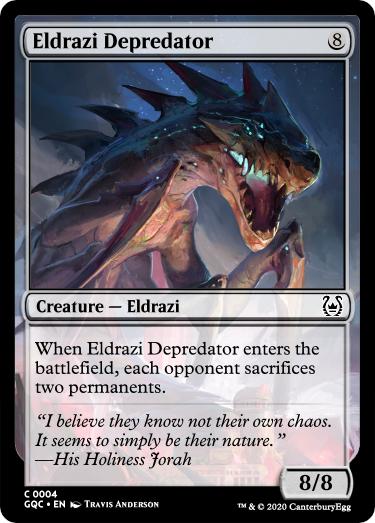 Eldrazi Depredator 8
Creature — Eldrazi
When Eldrazi Depredator enters the
battlefield, each opponent sacrifices
two permanents.
“I believe they know not their own chaos.
It seems to simply be their nature.”
—His Holiness Jorah
8/8
C 0004
GQC • EN Travis Anderson
™ & © 2020 CanterburyEgg